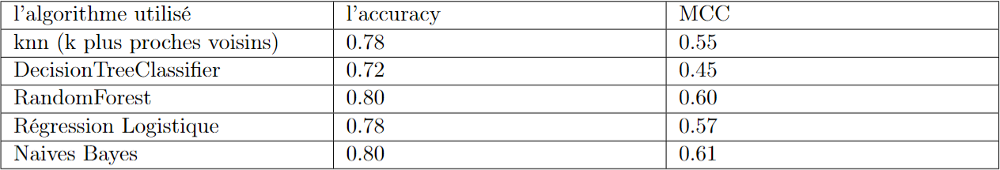 l'algorithme utilisé l'accuracy MCC
knn (k plus proches voisins) 0.78 0.55
DecisionTreeClassifier 0.72 0.45
RandomForest 0.80 0.60
Régression Logistique 0.78 0.57
Naives Bayes 0.80 0.61